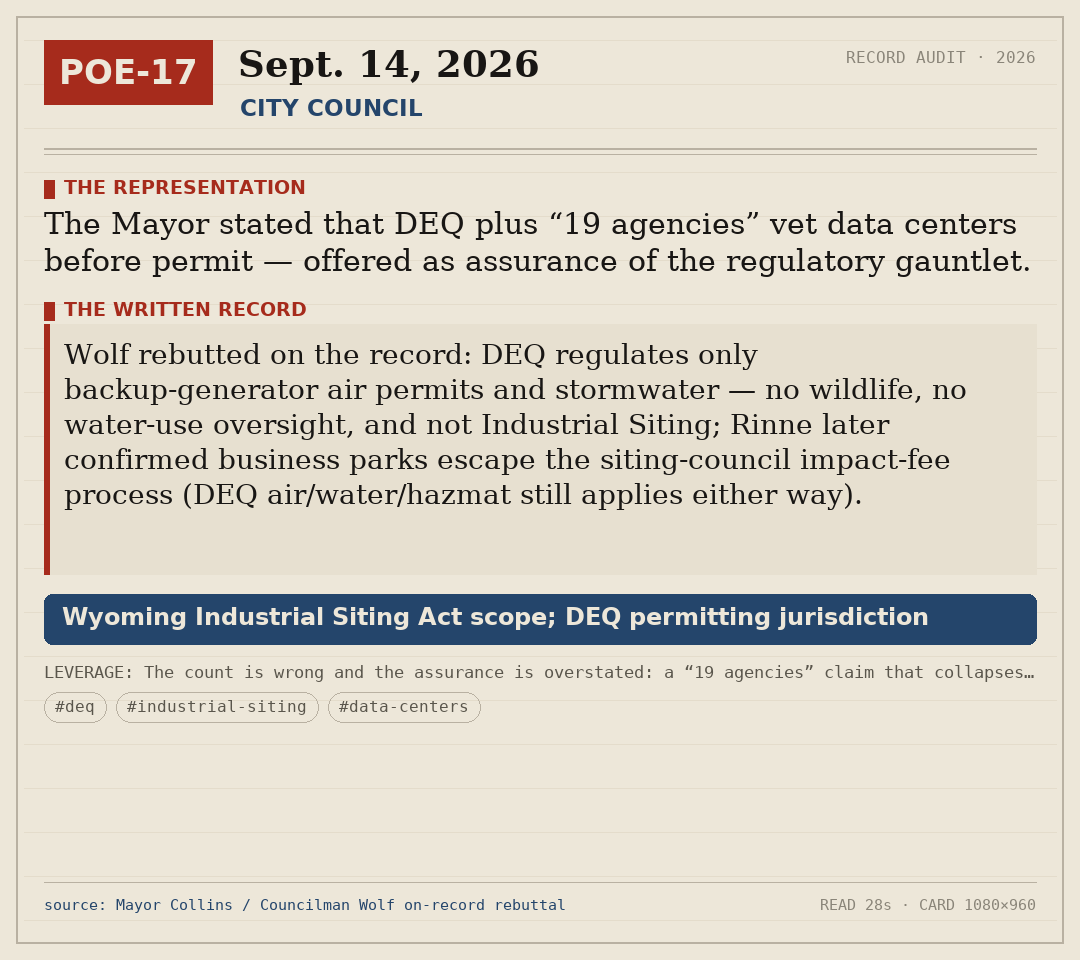 POE-17
Sept. 14, 2026
CITY COUNCIL
RECORD AUDIT · 2026
THE REPRESENTATION
The Mayor stated that DEQ plus “19 agencies” vet data centers
before permit — offered as assurance of the regulatory gauntlet.
THE WRITTEN RECORD
Wolf rebutted on the record: DEQ regulates only
backup-generator air permits and stormwater — no wildlife, no
water-use oversight, and not Industrial Siting; Rinne later
confirmed business parks escape the siting-council impact-fee
process (DEQ air/water/hazmat still applies either way).
Wyoming Industrial Siting Act scope; DEQ permitting jurisdiction
LEVERAGE: The count is wrong and the assurance is overstated: a “19 agencies” claim that collapses…
#deq #industrial-siting #data-centers
source: Mayor Collins / Councilman Wolf on-record rebuttal
READ 28s · CARD 1080×960